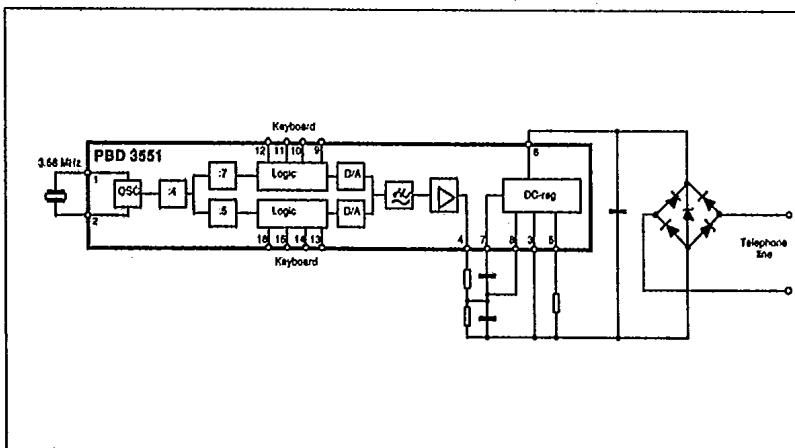 Keyboard
12 11 10 9
PBD 3551
6
3.58 MHz
1
OSC
:4
:7
Logic
D/A
DC-reg
2
:5
Logic
D/A
16 15 14 13
4 7 8 3 5
Keyboard
Telephone
line